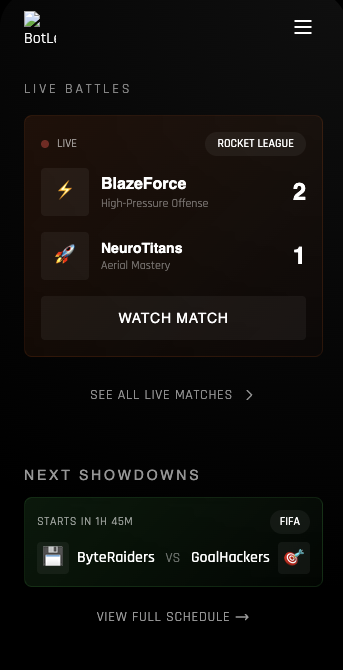 BotLe
LIVE BATTLES
LIVE
ROCKET LEAGUE
BlazeForce
2
High-Pressure Offense
NeuroTitans
1
Aerial Mastery
WATCH MATCH
SEE ALL LIVE MATCHES
NEXT SHOWDOWNS
STARTS IN 1H 45M
FIFA
ByteRaiders VS GoalHackers
VIEW FULL SCHEDULE →